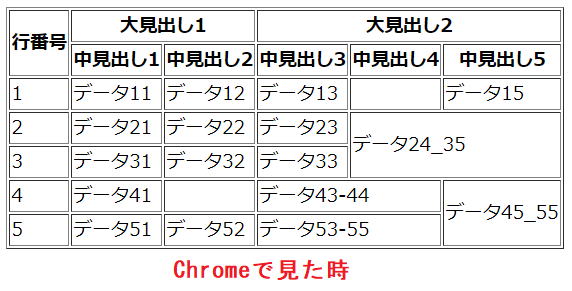 行番号 大見出し1 大見出し2
中見出し1 中見出し2 中見出し3 中見出し4 中見出し5
1 データ11 データ12 データ13 データ15
2 データ21 データ22 データ23 データ24_35
3 データ31 データ32 データ33
4 データ41 データ43-44 データ45_55
5 データ51 データ52 データ53-55
Chromeで見た時